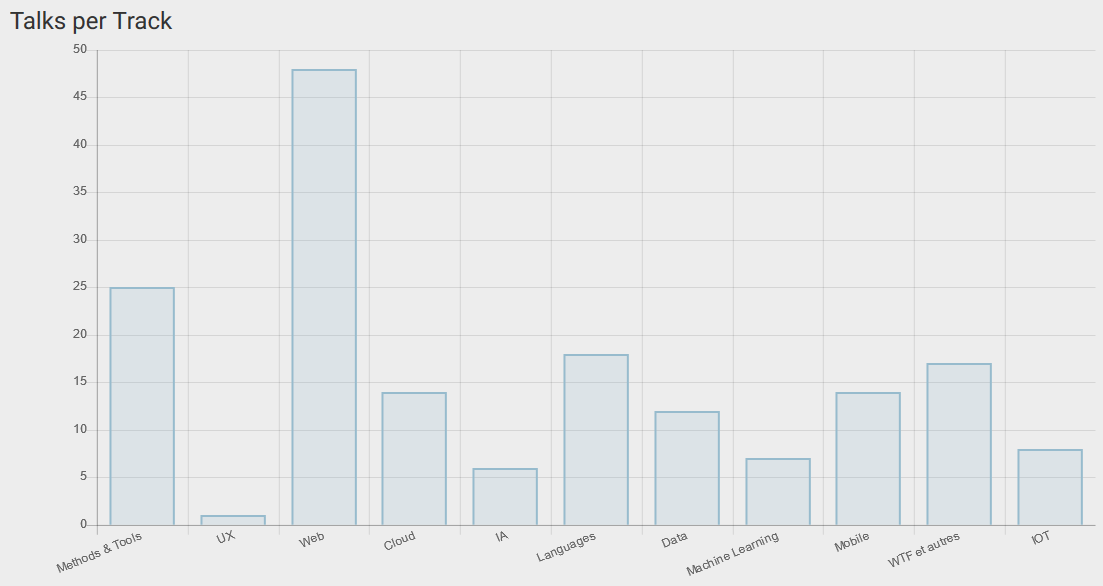 Talks per Track
50
45
40
35
30
25
20
15
10
5
0
Methods & Tools
UX
Web
Cloud
IA
Languages
Data
Machine Learning
Mobile
WTF et autres
IOT